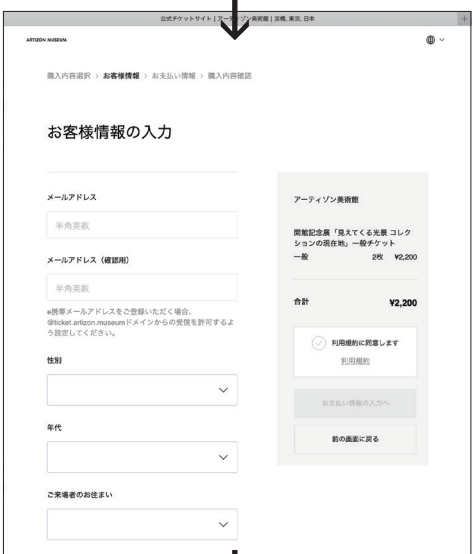 公式チケットサイト | アーティゾン美術館 | 京橋, 東京, 日本
ARTIZON MUSEUM
購入内容選択 > お客様情報 > お支払い情報 > 購入内容確認
お客様情報の入力
メールアドレス
半角英数
メールアドレス（確認用）
半角英数
*携帯メールアドレスをご登録いただく場合、
@ticket.artizon.museumドメインからの受信を許可するよ
う設定してください。
性別
年代
ご来場者のお住まい
アーティゾン美術館
開館記念展「見えてくる光景 コレク
ションの現在地」一般チケット
一般 2枚 ¥2,200
合計 ¥2,200
利用規約に同意します
利用規約
お支払い情報の入力へ
前の画面に戻る